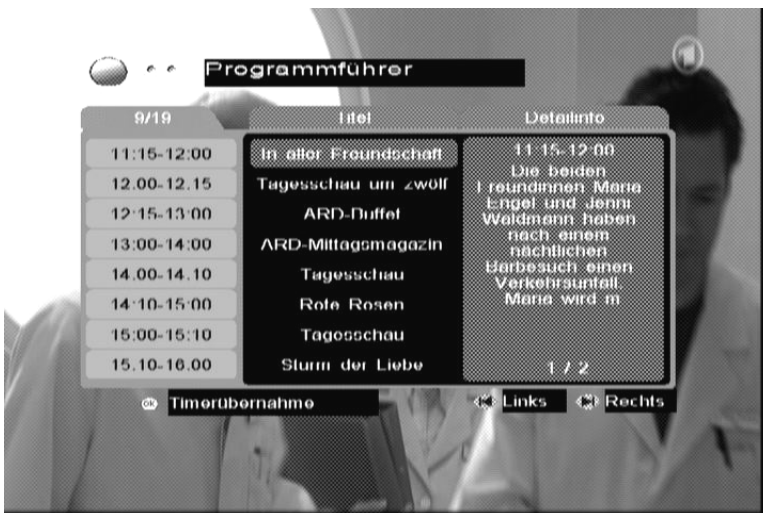 Programmführer
9/19 Titel Detailinfo
11:15-12:00 In aller Freundschaft
12.00-12.15 Tagesschau um zwölf
12:15-13:00 ARD-Buffet
13:00-14:00 ARD-Mittagsmagazin
14.00-14.10 Tagesschau
14:10-15:00 Rote Rosen
15:00-15:10 Tagesschau
15.10-16.00 Sturm der Liebe
11:15-12:00
Die beiden
Freundinnen Maria
Engel und Jenni
Waldmann haben
nach einem
nächtlichen
Barbesuch einen
Verkehrsunfall.
Maria wird m
1 / 2
OK Timerübernahme Links Rechts
1